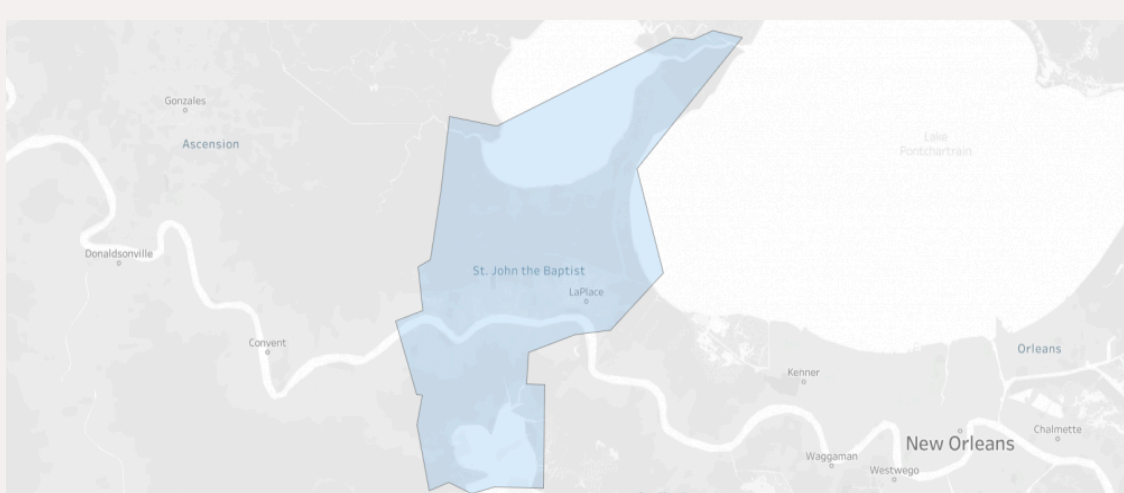 Gonzales
Ascension
Lake
Pontchartrain
Donaldsonville
St. John the Baptist
LaPlace
Convent
Orleans
Kenner
Chalmette
New Orleans
Waggaman
Westwego